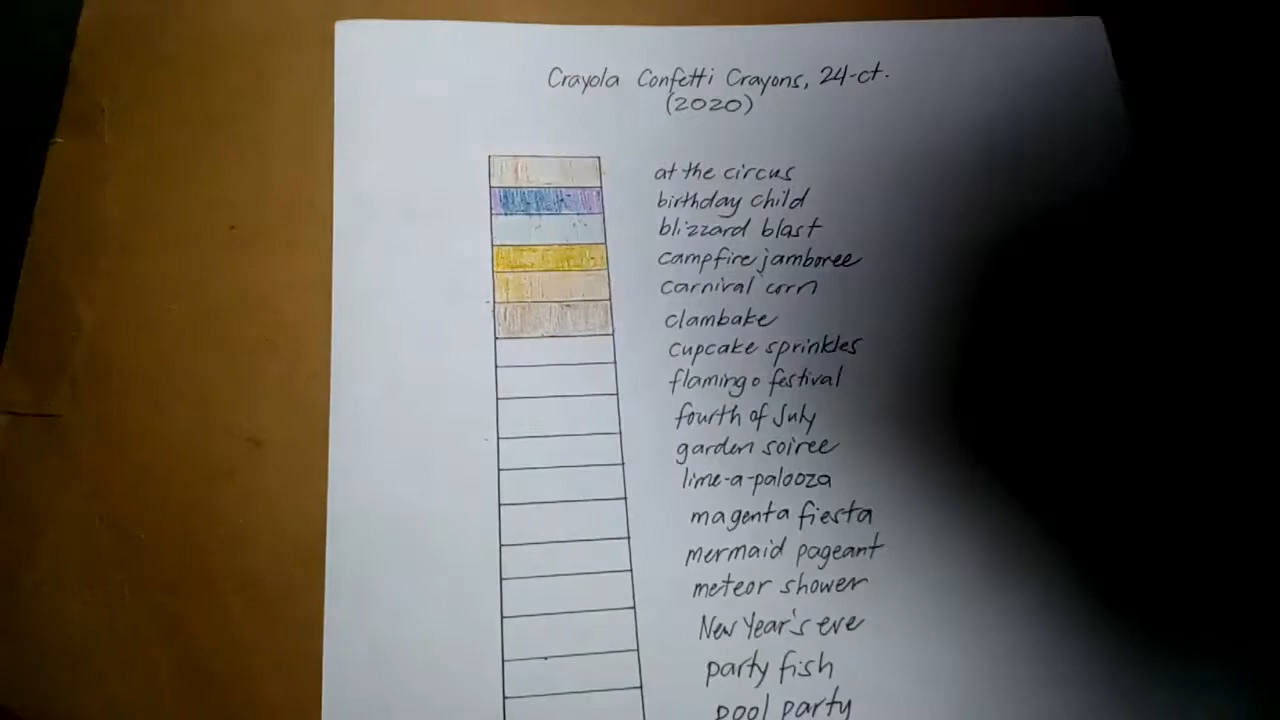 Crayola Confetti Crayons, 24-ct.
(2020)
at the circus
birthday child
blizzard blast
campfire jamboree
carnival corn
clambake
cupcake sprinkles
flamingo festival
fourth of July
garden soiree
lime-a-palooza
magenta fiesta
mermaid pageant
meteor shower
New Year's eve
party fish
pool party